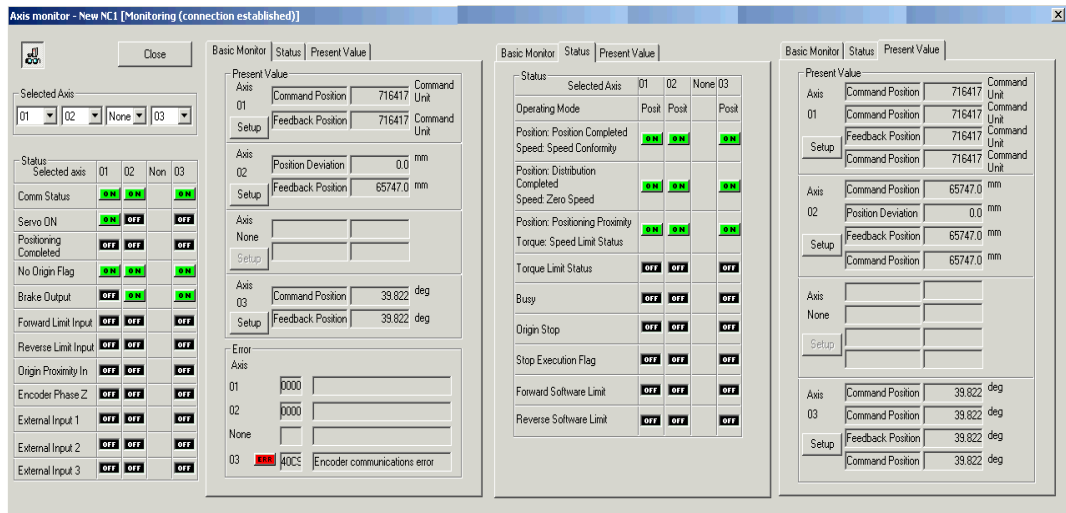 Axis monitor - New NC1 [Monitoring (connection established)]
Close
Selected Axis
01 02 None 03
Status
Selected axis 01 02 Non 03
Comm Status ON ON ON
Servo ON ON OFF OFF
Positioning Completed OFF OFF OFF
No Origin Flag ON ON ON
Brake Output OFF ON ON
Forward Limit Input OFF OFF OFF
Reverse Limit Input OFF OFF OFF
Origin Proximity In OFF OFF OFF
Encoder Phase Z OFF OFF OFF
External Input 1 OFF OFF OFF
External Input 2 OFF OFF OFF
External Input 3 OFF OFF OFF
Basic Monitor Status Present Value
Present Value
Axis
01
Setup
Command Position 716417 Command Unit
Feedback Position 716417 Command Unit
Axis
02
Setup
Position Deviation 0.0 mm
Feedback Position 65747.0 mm
Axis
None
Setup
Axis
03
Setup
Command Position 39.822 deg
Feedback Position 39.822 deg
Error
Axis
01 0000
02 0000
None
03 40C9 Encoder communications error
Basic Monitor Status Present Value
Status
Selected Axis 01 02 None 03
Operating Mode Posit Posit Posit
Position: Position Completed
Speed: Speed Conformity
ON ON ON
Position: Distribution
Completed
Speed: Zero Speed
ON ON ON
Position: Positioning Proximity
Torque: Speed Limit Status
ON ON ON
Torque Limit Status OFF OFF OFF
Busy OFF OFF OFF
Origin Stop OFF OFF OFF
Stop Execution Flag OFF OFF OFF
Forward Software Limit OFF OFF OFF
Reverse Software Limit OFF OFF OFF
Basic Monitor Status Present Value
Present Value
Axis
01
Setup
Command Position 716417 Command Unit
Command Position 716417 Command Unit
Feedback Position 716417 Command Unit
Command Position 716417 Command Unit
Axis
02
Setup
Command Position 65747.0 mm
Position Deviation 0.0 mm
Feedback Position 65747.0 mm
Command Position 65747.0 mm
Axis
None
Setup
Axis
03
Setup
Command Position 39.822 deg
Command Position 39.822 deg
Feedback Position 39.822 deg
Command Position 39.822 deg